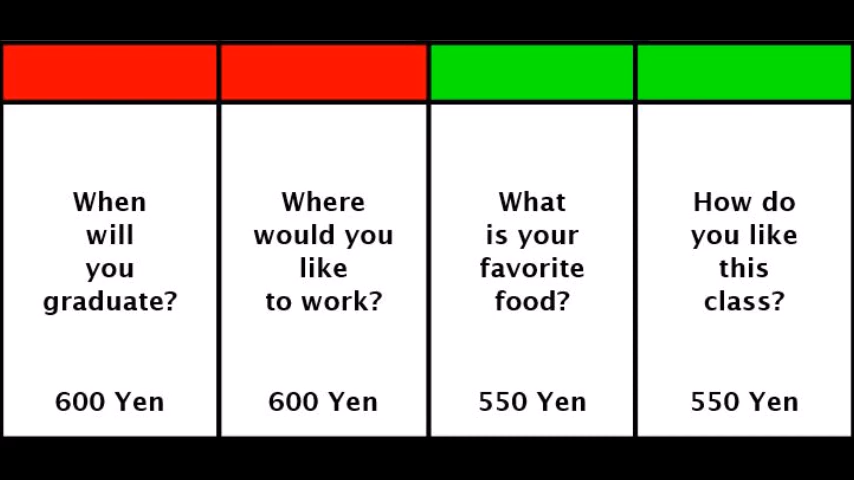 When
will
you
graduate?
600 Yen
Where
would you
like
to work?
600 Yen
What
is your
favorite
food?
550 Yen
How do
you like
this
class?
550 Yen